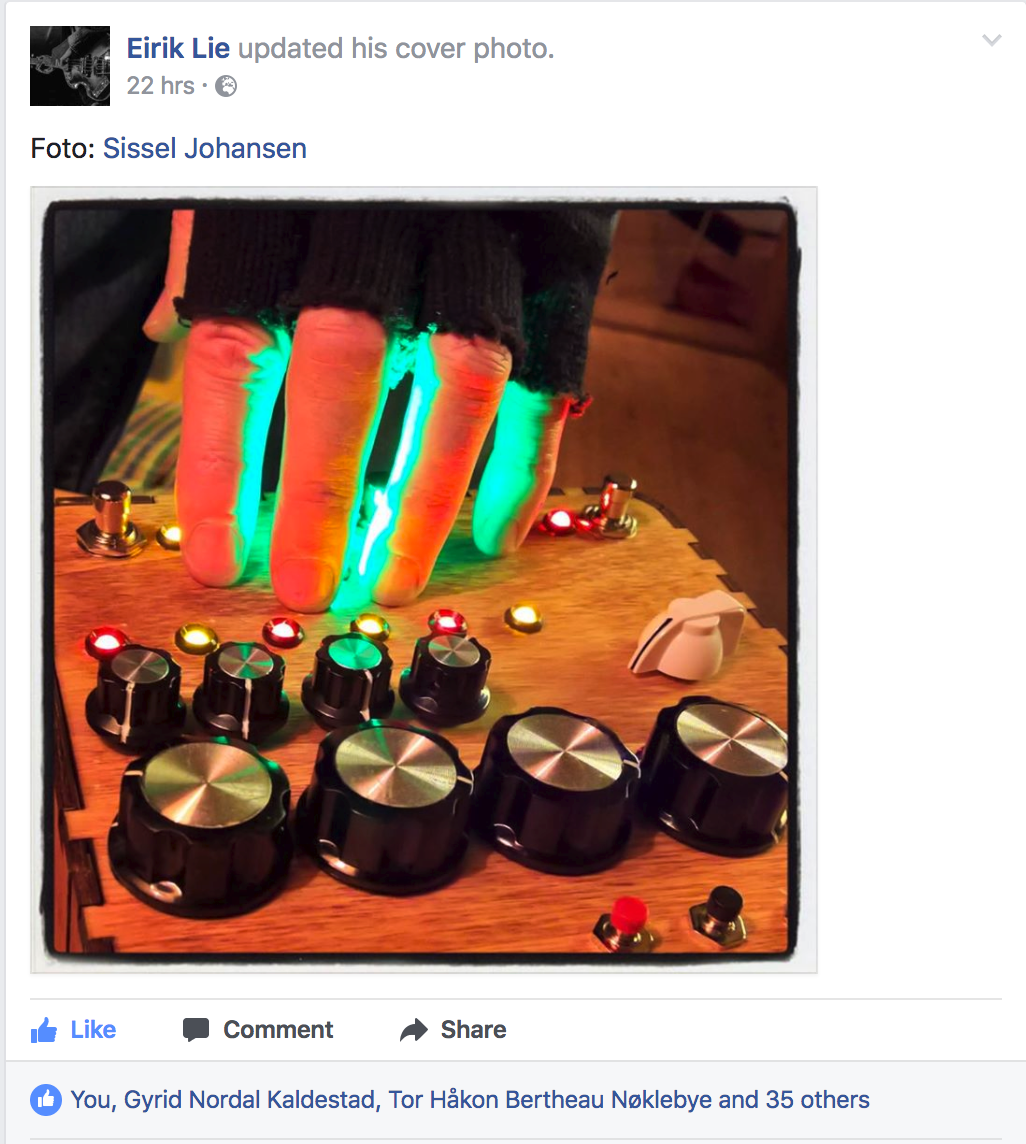 Eirik Lie updated his cover photo.
22 hrs ·
Foto: Sissel Johansen
Like Comment Share
You, Gyrid Nordal Kaldestad, Tor Håkon Bertheau Nøklebye and 35 others